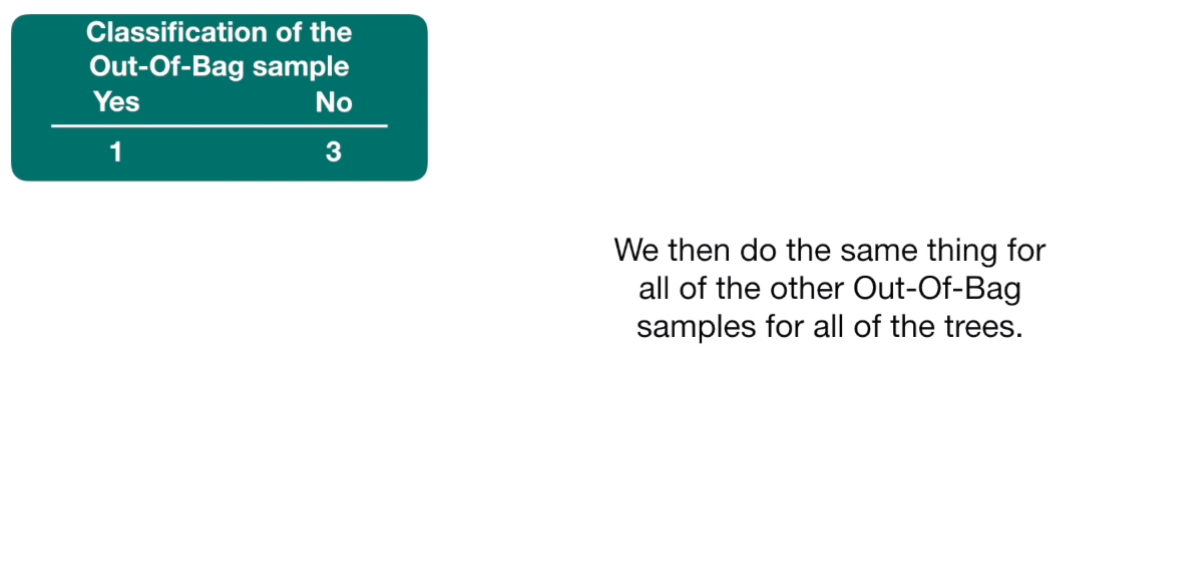 Classification of the
Out-Of-Bag sample
Yes No
1 3
We then do the same thing for
all of the other Out-Of-Bag
samples for all of the trees.